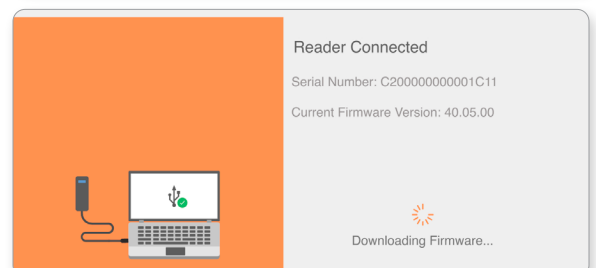 Reader Connected
Serial Number: C200000000001C11
Current Firmware Version: 40.05.00
Downloading Firmware...